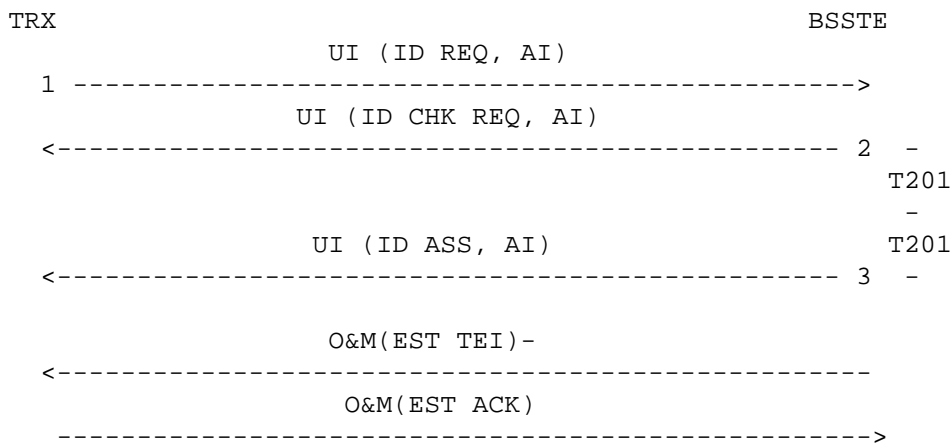 TRX BSSTE
UI (ID REQ, AI)
1 ------------------------------------------------->
UI (ID CHK REQ, AI)
<------------------------------------------------- 2 -
T201
-
UI (ID ASS, AI) T201
<------------------------------------------------- 3 -
O&M(EST TEI)-
<---------------------------------------------------
O&M(EST ACK)
--------------------------------------------------->